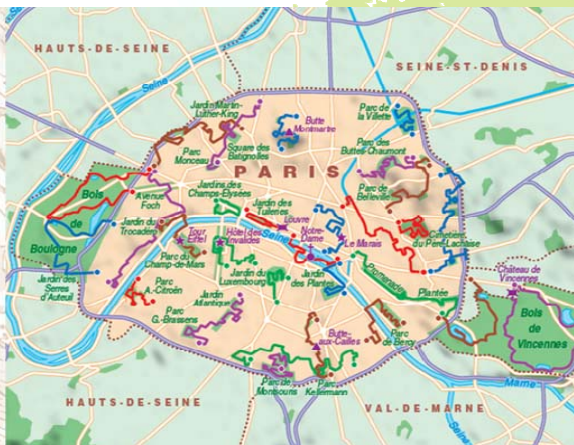 HAUTS-DE-SEINE
SEINE-ST-DENIS
Seine
Jardin Martin-
Luther-King
Butte
Montmartre
Parc de
la Villette
Parc
Monceau
Square des
Batignolles
Parc des
Buttes-Chaumont
PARIS
Bois
de
Boulogne
Avenue
Foch
Jardins des
Champs-Elysées
Jardin des
Tuileries
Parc de
Belleville
Jardin du
Trocadéro
Tour
Eiffel
Hôtel des
Invalides
Louvre
Seine
Notre-
Dame
Le Marais
Cimetière
du Père-Lachaise
Parc du
Champ-de-Mars
Jardin du
Luxembourg
Jardin
des Plantes
Promenade
Plantée
Château de
Vincennes
Jardin des
Serres
d'Auteuil
Parc
A.-Citroën
Jardin
Atlantique
Parc
G.-Brassens
Butte-
aux-Cailles
Parc
de Bercy
Bois
de
Vincennes
Parc de
Montsouris
Parc
Kellermann
Marne
HAUTS-DE-SEINE
VAL-DE-MARNE
Seine